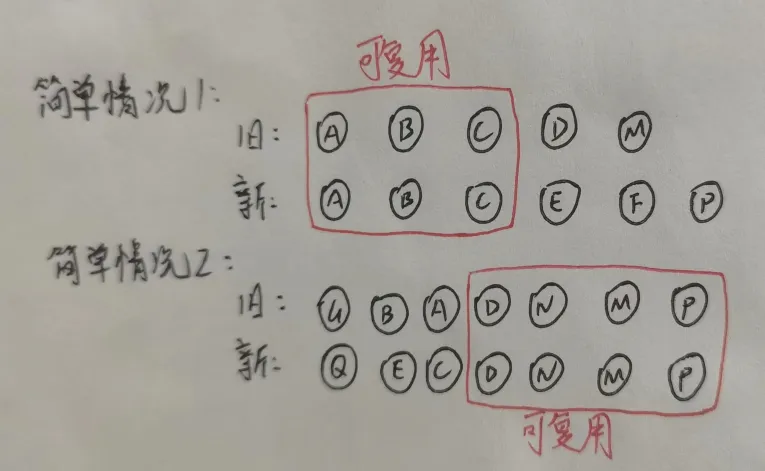 可复用
简单情况1:
旧: A B C D M
新: A B C E F P
简单情况2:
旧: G B A D N M P
新: Q E C D N M P
可复用